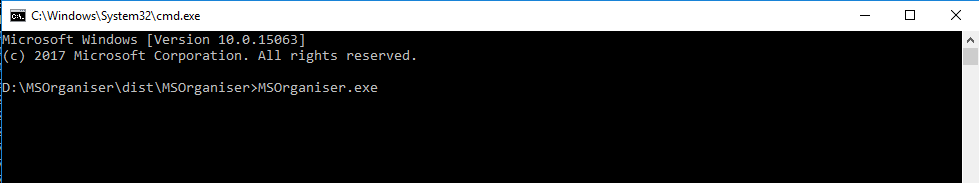 C:\Windows\System32\cmd.exe
Microsoft Windows [Version 10.0.15063]
(c) 2017 Microsoft Corporation. All rights reserved.
D:\MSOrganiser\dist\MSOrganiser>MSOrganiser.exe